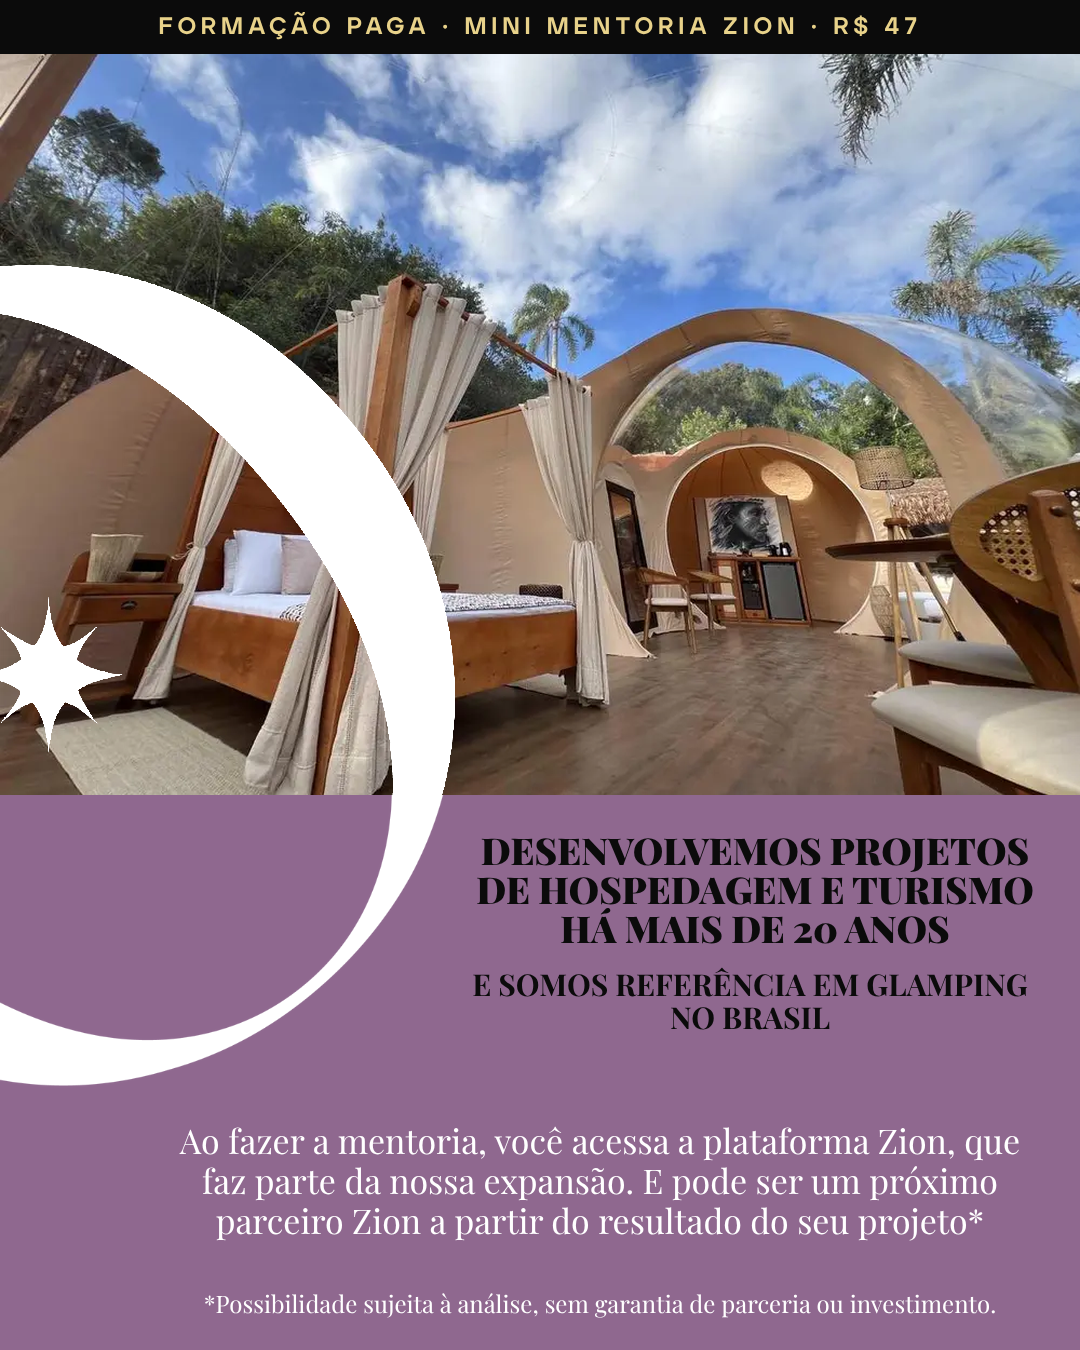 FORMAÇÃO PAGA · MINI MENTORIA ZION · R$ 47
DESENVOLVEMOS PROJETOS
DE HOSPEDAGEM E TURISMO
HÁ MAIS DE 20 ANOS
E SOMOS REFERÊNCIA EM GLAMPING
NO BRASIL
Ao fazer a mentoria, você acessa a plataforma Zion, que
faz parte da nossa expansão. E pode ser um próximo
parceiro Zion a partir do resultado do seu projeto*
*Possibilidade sujeita à análise, sem garantia de parceria ou investimento.